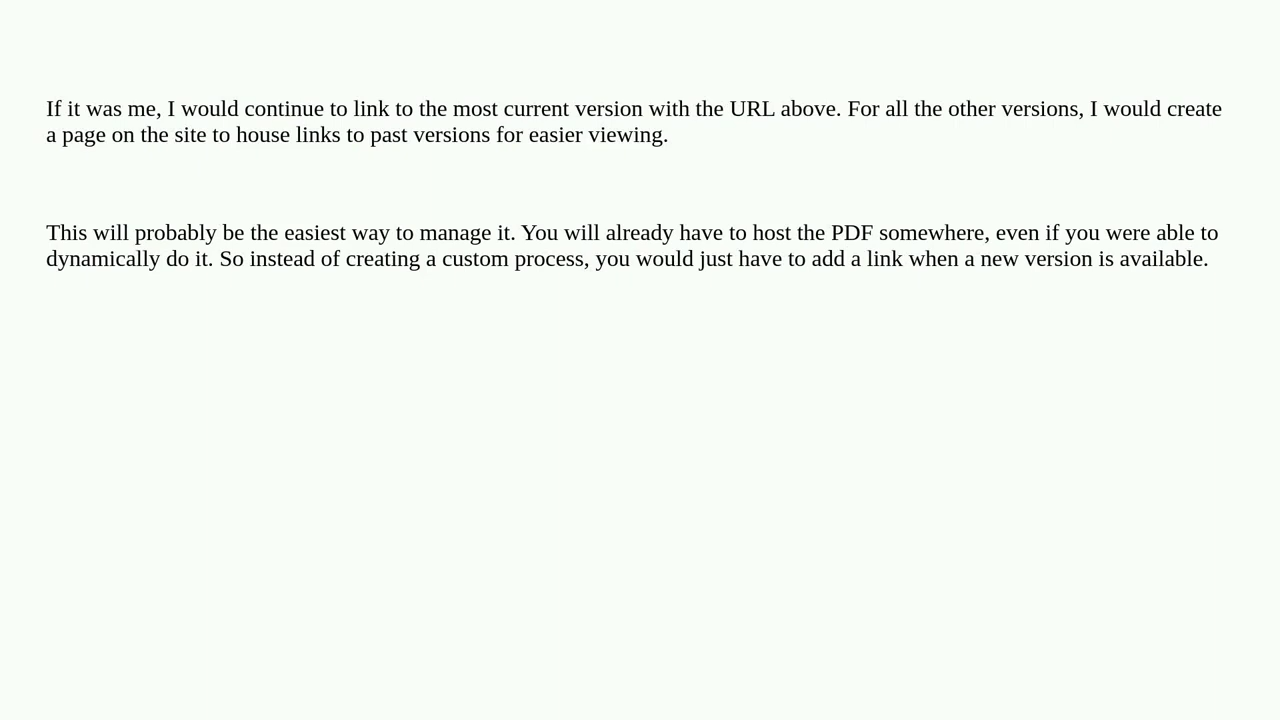 If it was me, I would continue to link to the most current version with the URL above. For all the other versions, I would create
a page on the site to house links to past versions for easier viewing.
This will probably be the easiest way to manage it. You will already have to host the PDF somewhere, even if you were able to
dynamically do it. So instead of creating a custom process, you would just have to add a link when a new version is available.